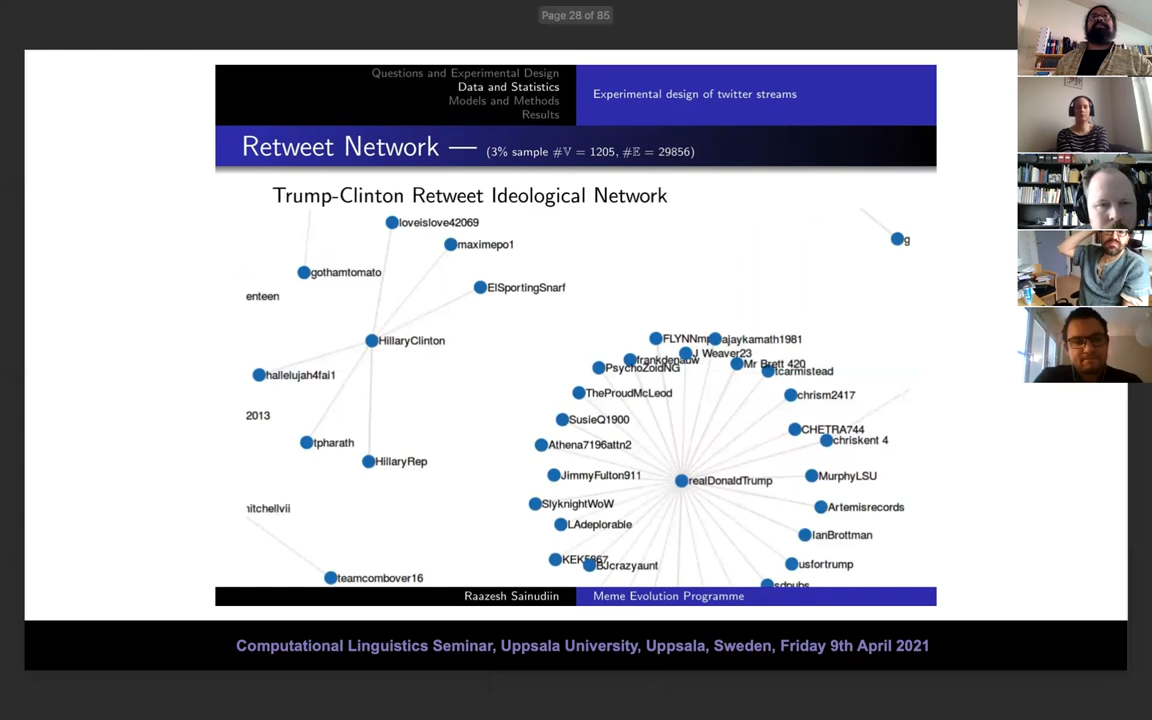 Page 28 of 85
Questions and Experimental Design
Data and Statistics
Models and Methods
Results
Experimental design of twitter streams
Retweet Network — (3% sample #V = 1205, #E = 29856)
Trump-Clinton Retweet Ideological Network
loveislove42069
maximepo1
g
gothamtomato
ElSportingSnarf
enteen
HillaryClinton
hallelujah4fai1
2013
tpharath
HillaryRep
nitchellvii
teamcombover16
ajaykamath1981
J Weaver23
Mr Brett 420
PsychoZoidNG
tcarmistead
TheProudMcLeod
chrism2417
SusieQ1900
CHETRA744
chriskent 4
Athena7196attn2
JimmyFulton911
realDonaldTrump
MurphyLSU
SlyknightWoW
Artemisrecords
LAdeplorable
IanBrottman
BJcrazyaunt
usfortrump
Raazesh Sainudiin
Meme Evolution Programme
Computational Linguistics Seminar, Uppsala University, Uppsala, Sweden, Friday 9th April 2021